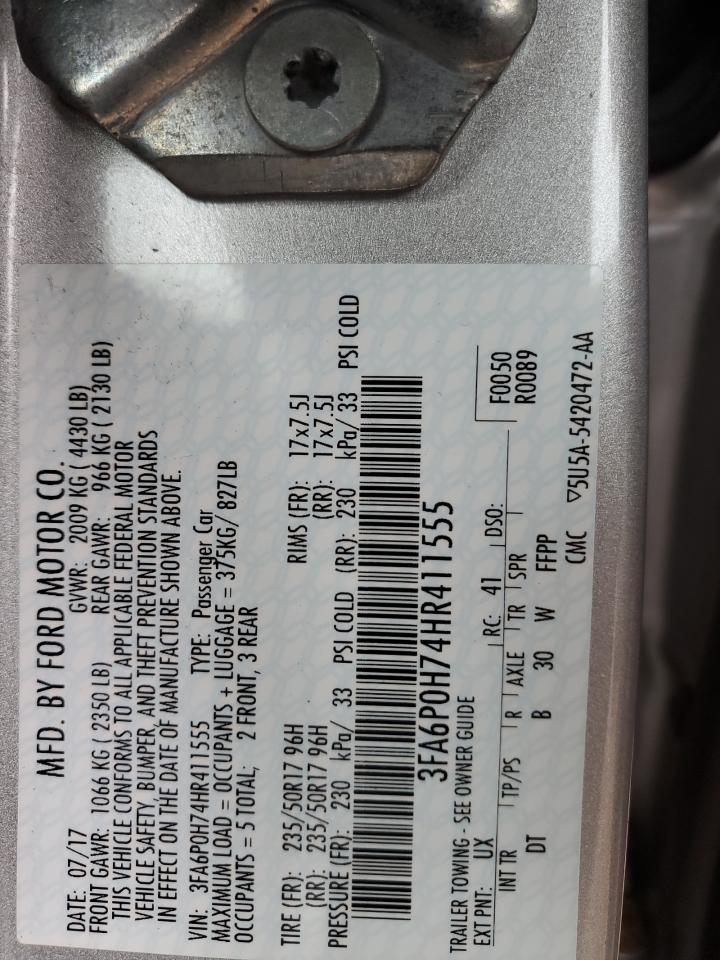 MFD. BY FORD MOTOR CO.
DATE: 07/17 GVWR: 2009 KG ( 4430 LB)
FRONT GAWR: 1066 KG ( 2350 LB) REAR GAWR: 966 KG ( 2130 LB)
THIS VEHICLE CONFORMS TO ALL APPLICABLE FEDERAL MOTOR
VEHICLE SAFETY, BUMPER, AND THEFT PREVENTION STANDARDS
IN EFFECT ON THE DATE OF MANUFACTURE SHOWN ABOVE.
VIN: 3FA6P0H74HR411555 TYPE: Passenger Car
MAXIMUM LOAD = OCCUPANTS + LUGGAGE = 375KG/ 827LB
OCCUPANTS = 5 TOTAL; 2 FRONT, 3 REAR
TIRE (FR): 235/50R17 96H RIMS (FR): 17x7.5J
(RR): 235/50R17 96H (RR): 17x7.5J
PRESSURE (FR): 230 kPa/ 33 PSI COLD (RR): 230 kPa/ 33 PSI COLD
3FA6P0H74HR411555
TRAILER TOWING - SEE OWNER GUIDE
F0050
R0089
EXT PNT: UX RC: 41 DSO:
INT TR TP/PS R AXLE TR SPR
DT B 30 W FFPP
CMC ▽5U5A-5420472-AA